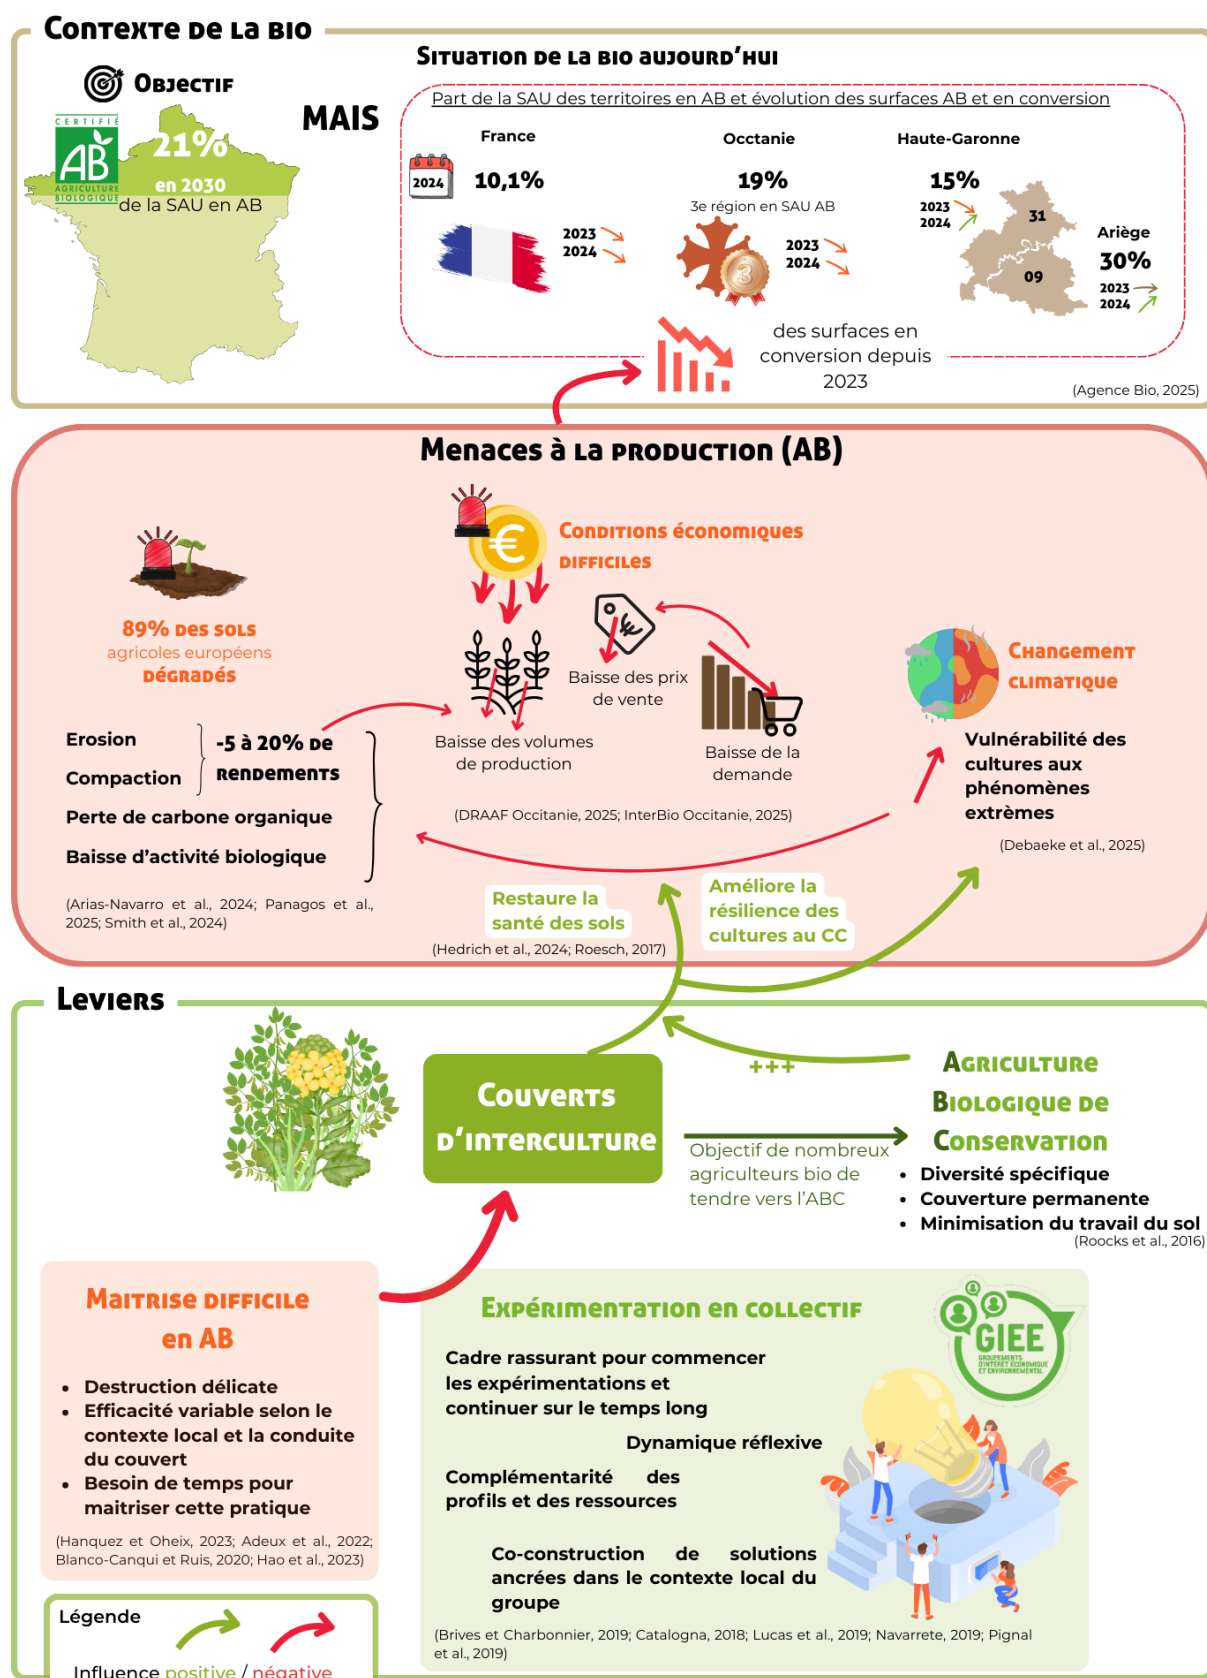 Contexte de la bio
Objectif
CERTIFIÉ
AB
AGRICULTURE
BIOLOGIQUE
21%
en 2030
de la SAU en AB
MAIS
Situation de la bio aujourd'hui
Part de la SAU des territoires en AB et évolution des surfaces AB et en conversion
France
2024
10,1%
2023
2024
Occtanie
19%
3e région en SAU AB
3
2023
2024
Haute-Garonne
15%
2023
2024
31
09
Ariège
30%
2023
2024
des surfaces en
conversion depuis
2023
(Agence Bio, 2025)
Menaces à la production (AB)
89% des sols
agricoles européens
dégradés
Erosion
Compaction
-5 à 20% de
rendements
Perte de carbone organique
Baisse d'activité biologique
(Arias-Navarro et al., 2024; Panagos et al.,
2025; Smith et al., 2024)
€
Conditions économiques
difficiles
€
Baisse des prix
de vente
Baisse des volumes
de production
Baisse de la
demande
(DRAAF Occitanie, 2025; InterBio Occitanie, 2025)
Changement
climatique
Vulnérabilité des
cultures aux
phénomènes
extrêmes
(Debaeke et al., 2025)
Restaure la
santé des sols
(Hedrich et al., 2024; Roesch, 2017)
Améliore la
résilience des
cultures au CC
Leviers
Couverts
d'interculture
+++
Objectif de nombreux
agriculteurs bio de
tendre vers l'ABC
Agriculture
Biologique de
Conservation
• Diversité spécifique
• Couverture permanente
• Minimisation du travail du sol
(Roocks et al., 2016)
Maitrise difficile
en AB
• Destruction délicate
• Efficacité variable selon le
contexte local et la conduite
du couvert
• Besoin de temps pour
maitriser cette pratique
(Hanquez et Oheix, 2023; Adeux et al., 2022;
Blanco-Canqui et Ruis, 2020; Hao et al., 2023)
Expérimentation en collectif
GIEE
GROUPEMENTS
D'INTÉRÊT ÉCONOMIQUE
ET ENVIRONNEMENTAL
Cadre rassurant pour commencer
les expérimentations et
continuer sur le temps long
Dynamique réflexive
Complémentarité des
profils et des ressources
Co-construction de solutions
ancrées dans le contexte local du
groupe
(Brives et Charbonnier, 2019; Catalogna, 2018; Lucas et al., 2019; Navarrete, 2019; Pignal
et al., 2019)
Légende
Influence positive / négative